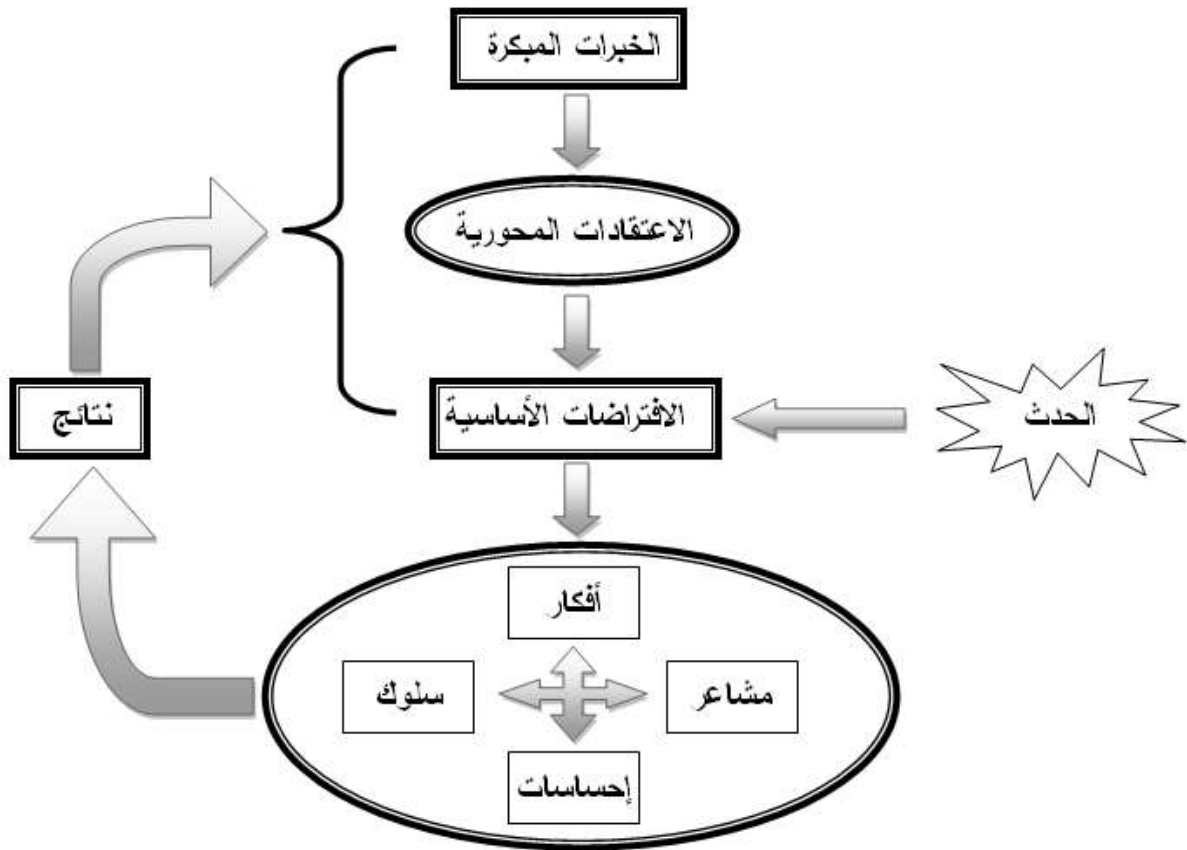 الخبرات المبكرة
الاعتقادات المحورية
الافتراضات الأساسية
الحدث
نتائج
أفكار
مشاعر
سلوك
إحساسات